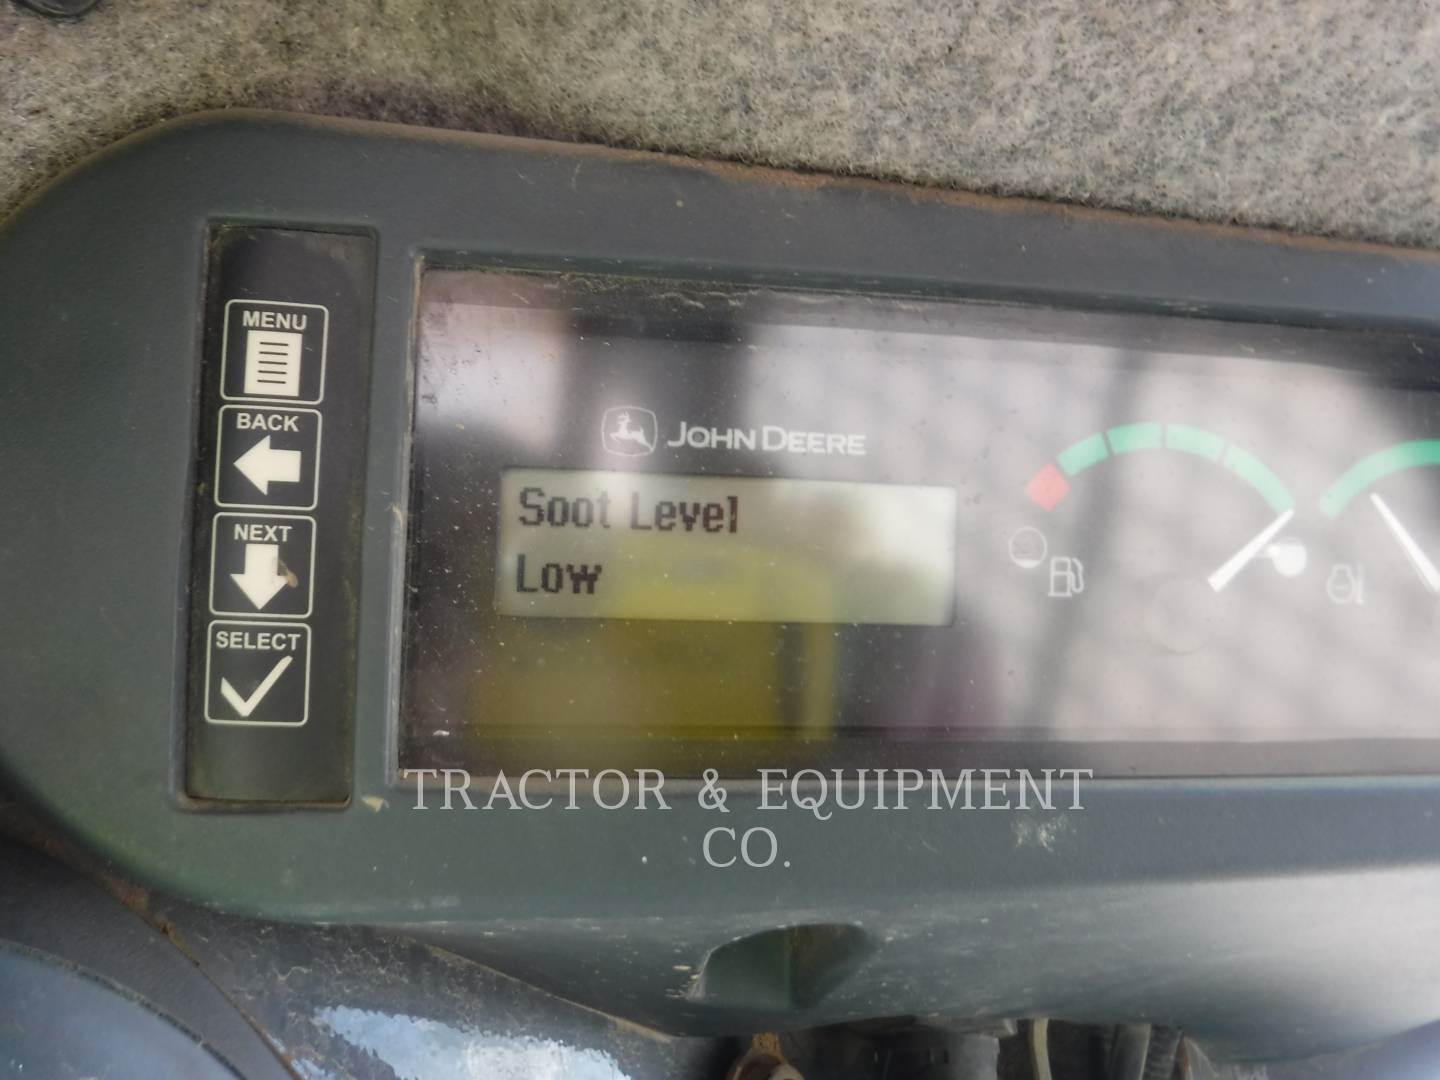 MENU
BACK
NEXT
SELECT
JOHN DEERE
Soot Level
Low
TRACTOR & EQUIPMENT
CO.